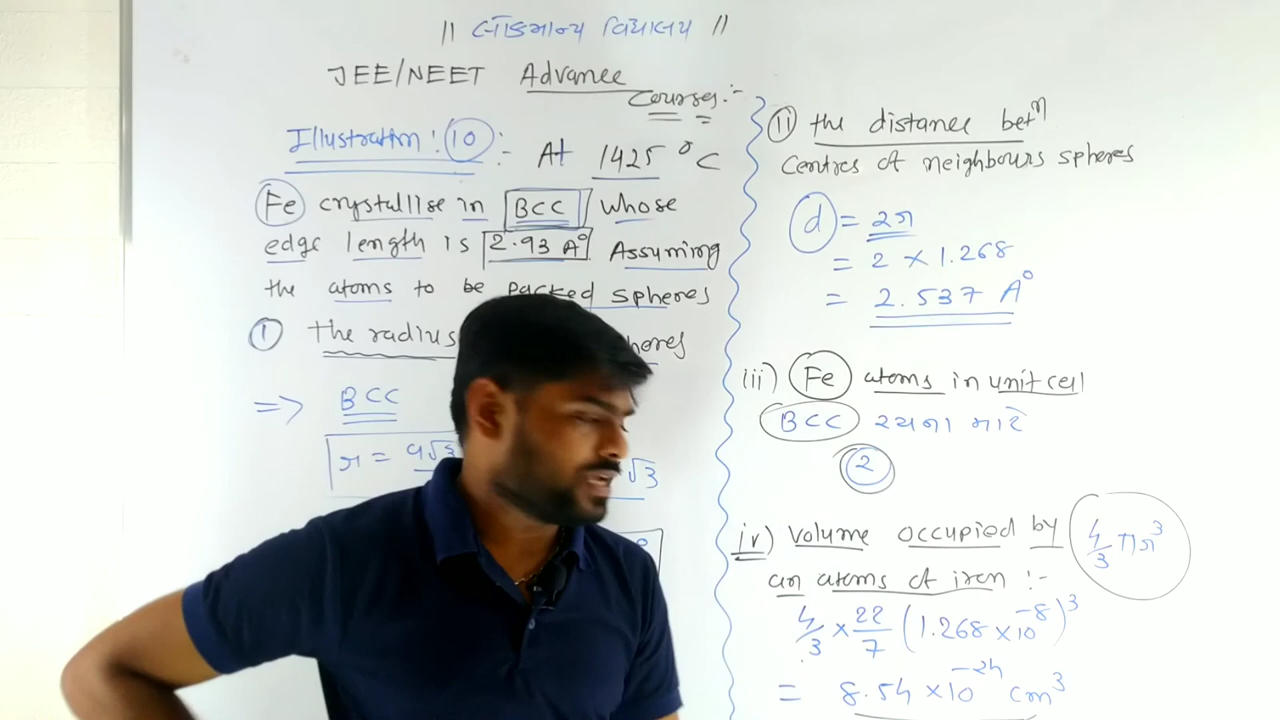 || લોકમાન્ય વિદ્યાલય ||
JEE/NEET Advance
Courses :-
Illustration : 10 :- At 1425 °C
Fe crystallise in BCC whose
edge length is 2.93 A° Assuming
the atoms to be packed spheres
① the radius
=> BCC
r = a√3
√3
ii) the distance betⁿ
Centres of neighbours spheres
d = 2r
= 2 × 1.268
= 2.537 A°
iii) Fe atoms in unit cell
BCC રચના માટે
2
iv) Volume occupied by 4/3 πr³
an atoms of iron :-
4/3 × 22/7 (1.268 × 10⁻⁸)³
= 8.54 × 10⁻²⁴ cm³